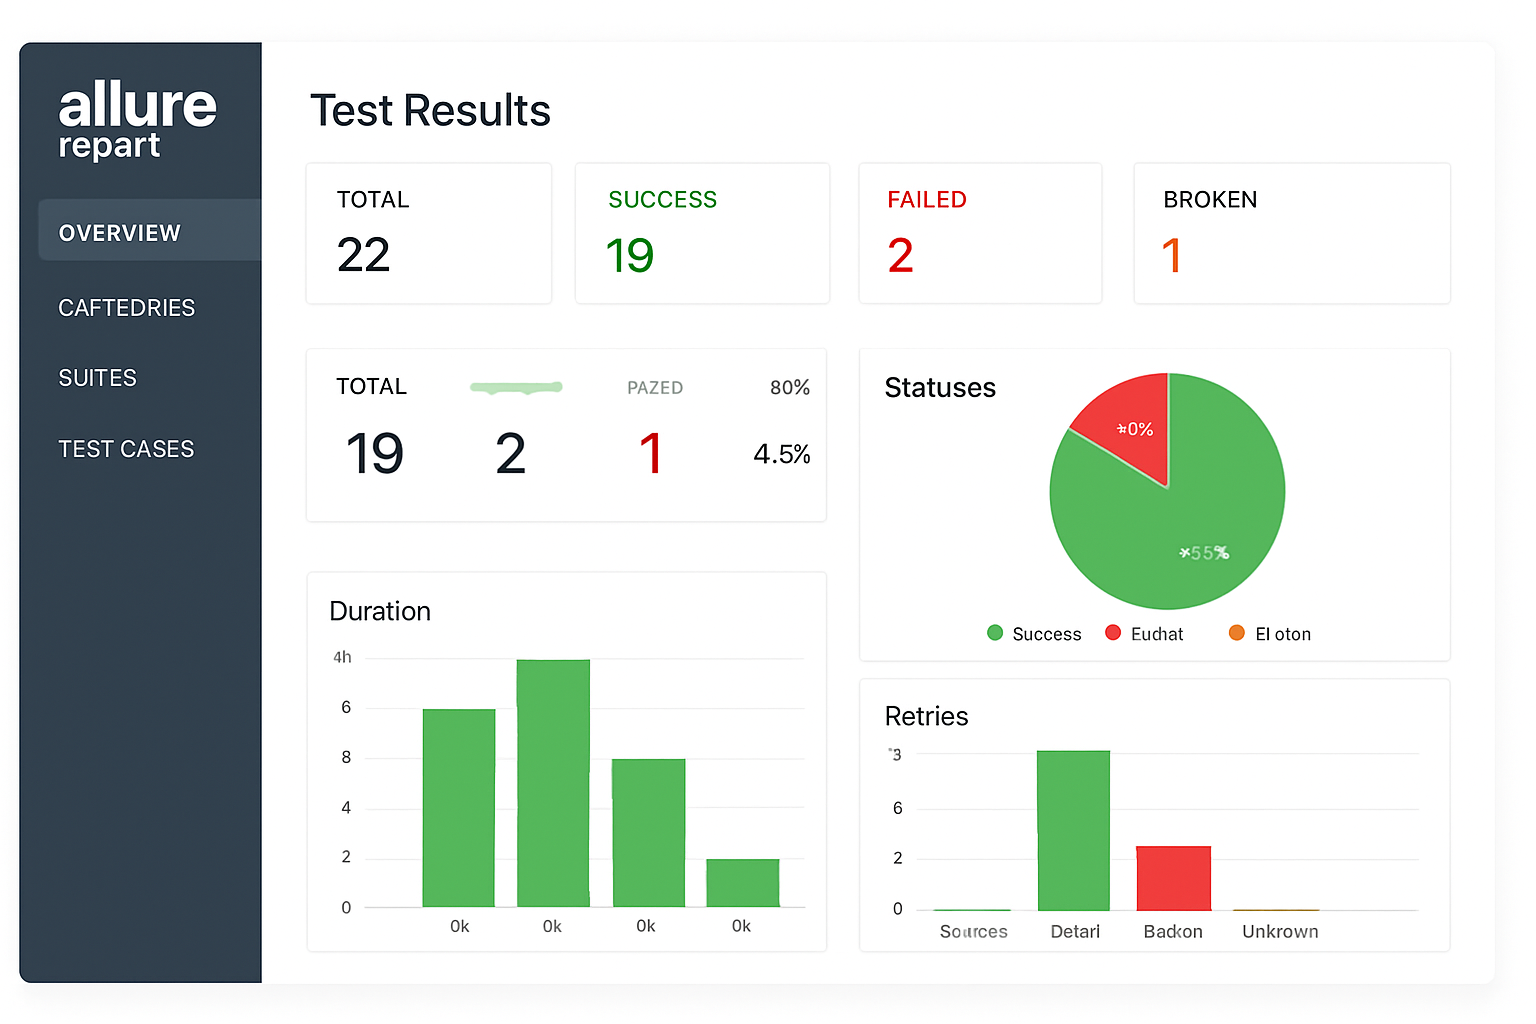 allure
repart
OVERVIEW
CAFTEDRIES
SUITES
TEST CASES
Test Results
TOTAL
22
SUCCESS
19
FAILED
2
BROKEN
1
TOTAL
PAZED
80%
19
2
1
4.5%
Statuses
0%
55%
Success
Eudhat
El oton
Duration
4h
6
8
4
2
0
0k
0k
0k
0k
Retries
3
6
2
0
Sources
Detarl
Badkon
Unkrown